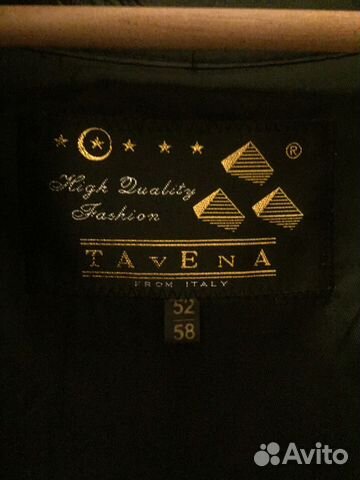 ®
High Quality
Fashion
TAVENA
FROM ITALY
52
58
Avito